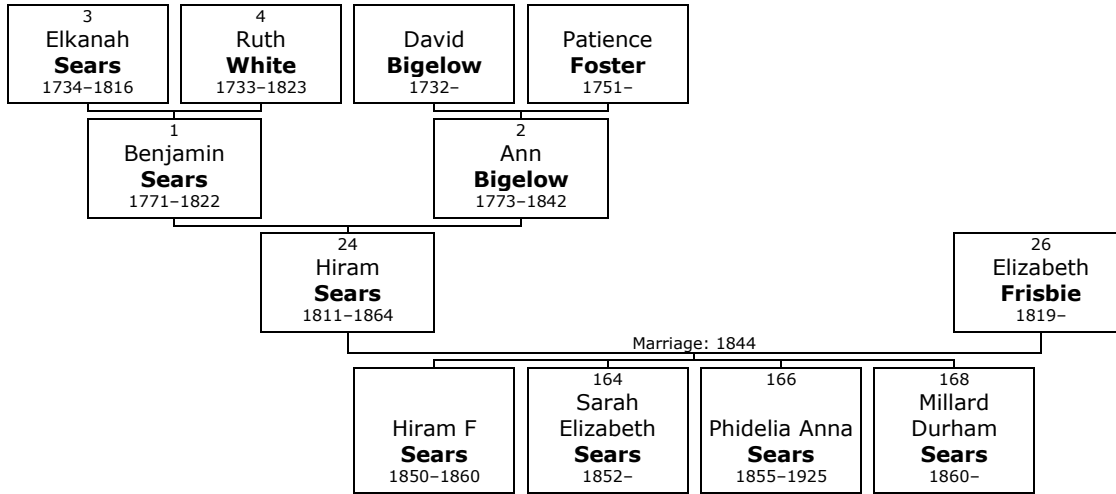 3
Elkanah
Sears
1734–1816
4
Ruth
White
1733–1823
David
Bigelow
1732–
Patience
Foster
1751–
1
Benjamin
Sears
1771–1822
2
Ann
Bigelow
1773–1842
24
Hiram
Sears
1811–1864
26
Elizabeth
Frisbie
1819–
Marriage: 1844
Hiram F
Sears
1850–1860
164
Sarah
Elizabeth
Sears
1852–
166
Phidelia Anna
Sears
1855–1925
168
Millard
Durham
Sears
1860–